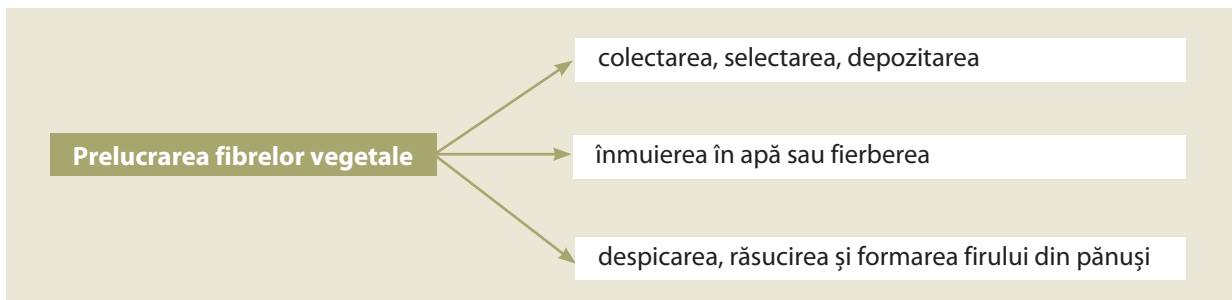 colectarea, selectarea, depozitarea
Prelucrarea fibrelor vegetale
înmuierea în apă sau fierberea
despicarea, răsucirea și formarea firului din pănuși